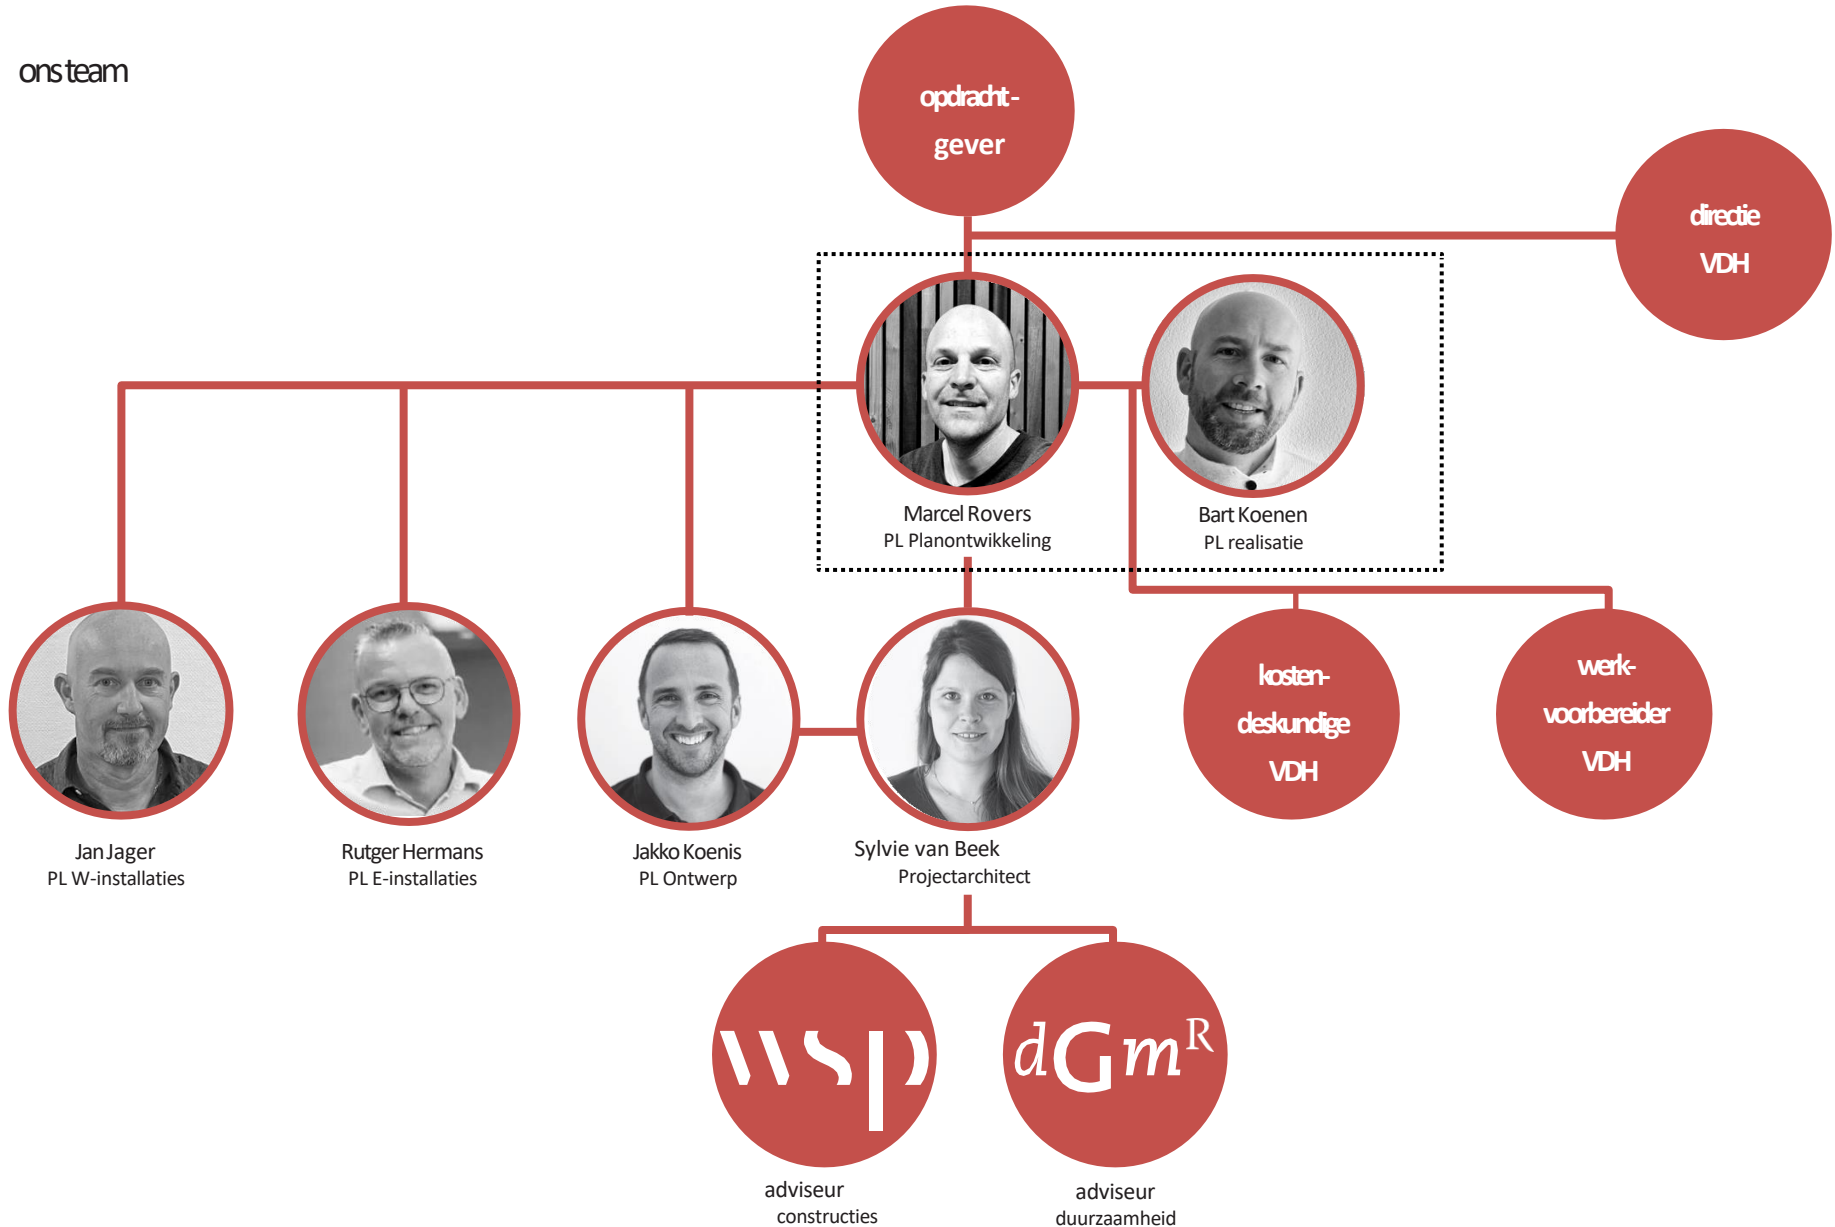 ons team
opdracht-
gever
directie
VDH
Marcel Rovers
PL Planontwikkeling
Bart Koenen
PL realisatie
kosten-
deskundige
VDH
werk-
voorbereider
VDH
Jan Jager
PL W-installaties
Rutger Hermans
PL E-installaties
Jakko Koenis
PL Ontwerp
Sylvie van Beek
Projectarchitect
wsp
dGmR
adviseur
constructies
adviseur
duurzaamheid